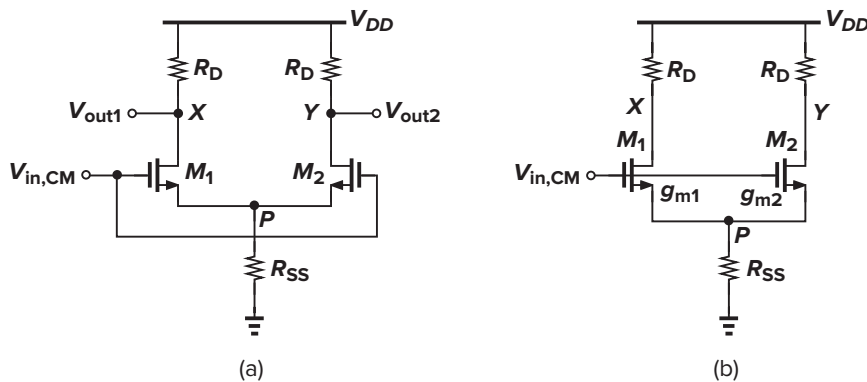 V_DD
R_D R_D
V_out1 X Y V_out2
V_in,CM M_1 M_2
P
R_SS
(a)
V_DD
R_D R_D
X Y
M_1 M_2
V_in,CM g_m1 g_m2
P
R_SS
(b)